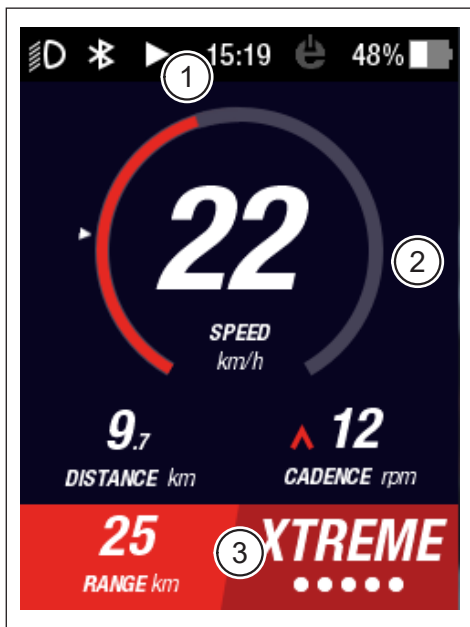 15:19 48%
1
22
2
SPEED
km/h
9.7 12
DISTANCE km CADENCE rpm
25 3 XTREME
RANGE km